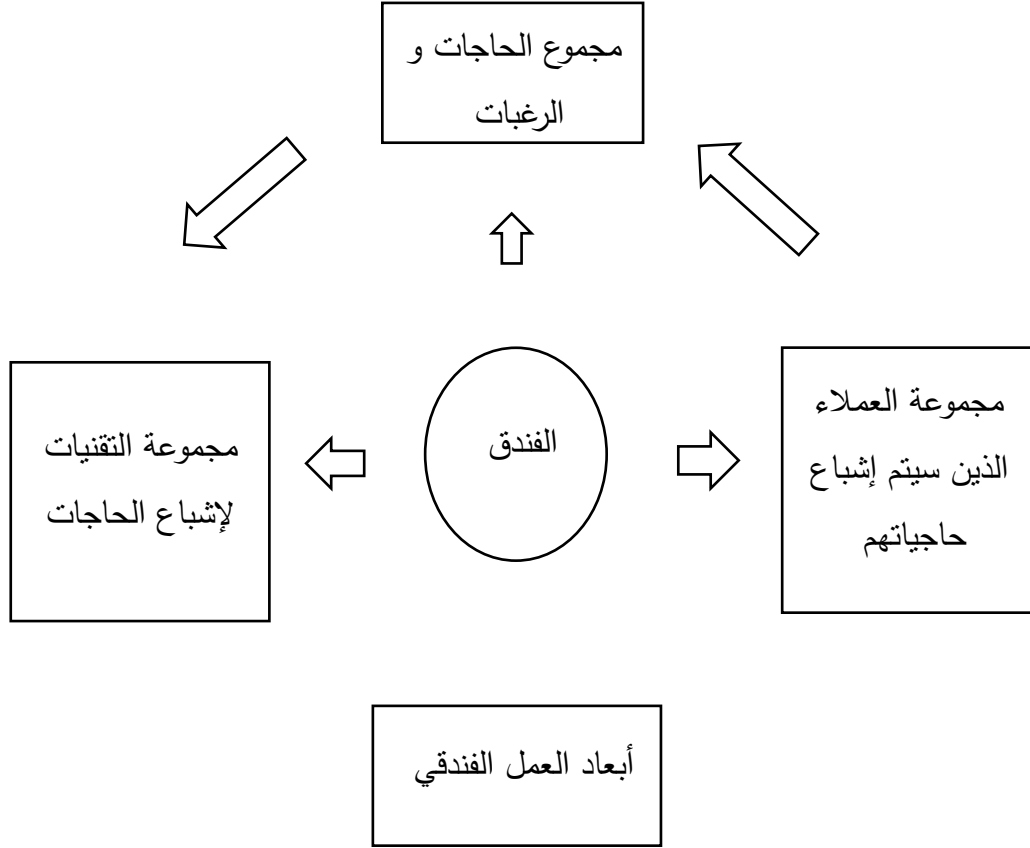 مجموع الحاجات و
الرغبات
مجموعة العملاء
الذين سيتم إشباع
حاجياتهم
الفندق
مجموعة التقنيات
لإشباع الحاجات
أبعاد العمل الفندقي